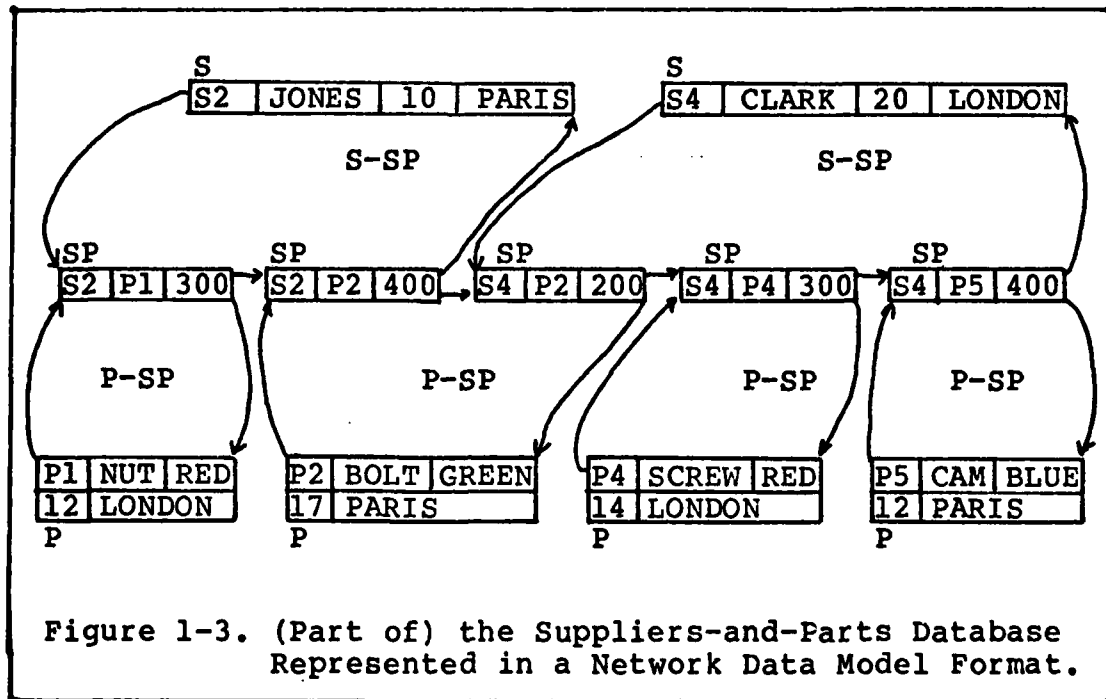 S
S2 JONES 10 PARIS
S
S4 CLARK 20 LONDON
S-SP
S-SP
SP
S2 P1 300
SP
S2 P2 400
SP
S4 P2 200
SP
S4 P4 300
SP
S4 P5 400
P-SP
P-SP
P-SP
P-SP
P1 NUT RED
12 LONDON
P
P2 BOLT GREEN
17 PARIS
P
P4 SCREW RED
14 LONDON
P
P5 CAM BLUE
12 PARIS
P
Figure 1-3. (Part of) the Suppliers-and-Parts Database
Represented in a Network Data Model Format.